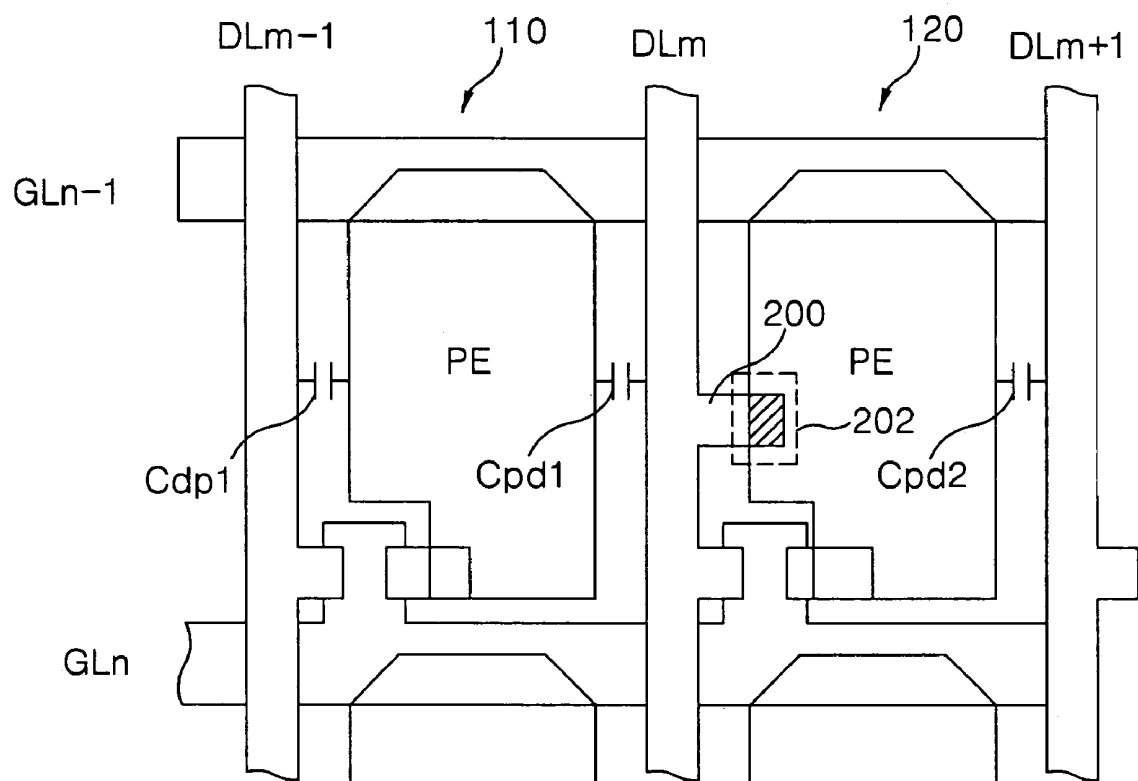 DLm-1
110
DLm
120
DLm+1
GLn-1
200
PE
PE
202
Cdp1
Cpd1
Cpd2
GLn